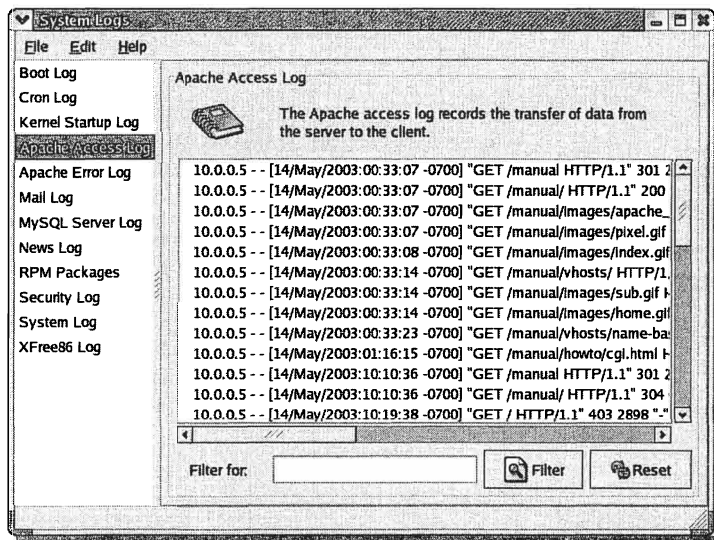 System Logs
File Edit Help
Boot Log
Cron Log
Kernel Startup Log
Apache Access Log
Apache Error Log
Mail Log
MySQL Server Log
News Log
RPM Packages
Security Log
System Log
XFree86 Log
Apache Access Log
The Apache access log records the transfer of data from
the server to the client.
10.0.0.5 - - [14/May/2003:00:33:07 -0700] "GET /manual HTTP/1.1" 301 2
10.0.0.5 - - [14/May/2003:00:33:07 -0700] "GET /manual/ HTTP/1.1" 200
10.0.0.5 - - [14/May/2003:00:33:07 -0700] "GET /manual/images/apache_
10.0.0.5 - - [14/May/2003:00:33:07 -0700] "GET /manual/images/pixel.gif
10.0.0.5 - - [14/May/2003:00:33:08 -0700] "GET /manual/images/index.gif
10.0.0.5 - - [14/May/2003:00:33:14 -0700] "GET /manual/vhosts/ HTTP/1.
10.0.0.5 - - [14/May/2003:00:33:14 -0700] "GET /manual/images/sub.gif H
10.0.0.5 - - [14/May/2003:00:33:14 -0700] "GET /manual/images/home.gif
10.0.0.5 - - [14/May/2003:00:33:23 -0700] "GET /manual/vhosts/name-ba
10.0.0.5 - - [14/May/2003:01:16:15 -0700] "GET /manual/howto/cgi.html H
10.0.0.5 - - [14/May/2003:10:10:36 -0700] "GET /manual HTTP/1.1" 301 2
10.0.0.5 - - [14/May/2003:10:10:36 -0700] "GET /manual/ HTTP/1.1" 304
10.0.0.5 - - [14/May/2003:10:19:38 -0700] "GET / HTTP/1.1" 403 2898 "-"
Filter for: Filter Reset